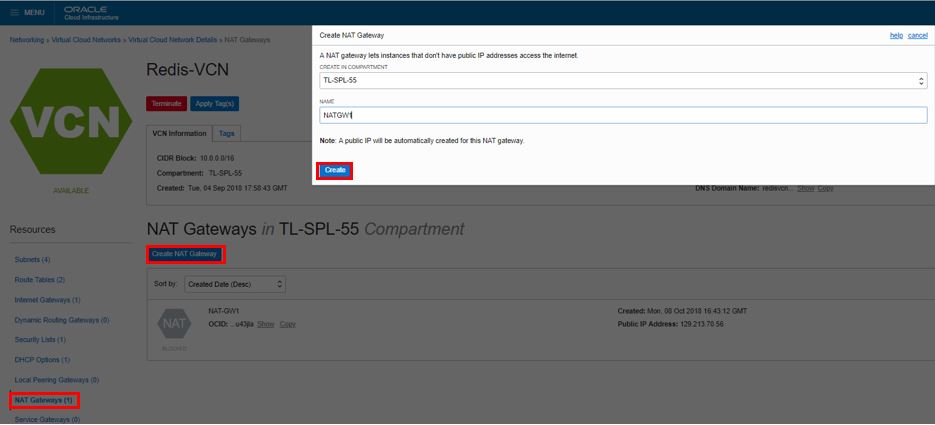 MENU
ORACLE
Cloud Infrastructure
Networking » Virtual Cloud Networks » Virtual Cloud Network Details » NAT Gateways
Create NAT Gateway
help cancel
A NAT gateway lets instances that don't have public IP addresses access the internet.
CREATE IN COMPARTMENT
TL-SPL-55
NAME
NATGW1
Note: A public IP will be automatically created for this NAT gateway.
Create
VCN
AVAILABLE
Redis-VCN
Terminate Apply Tag(s)
VCN Information Tags
CIDR Block: 10.0.0.0/16
Compartment: TL-SPL-55
Created: Tue, 04 Sep 2018 17:58:43 GMT
DNS Domain Name: redisvcn... Show Copy
Resources
Subnets (4)
Route Tables (2)
Internet Gateways (1)
Dynamic Routing Gateways (0)
Security Lists (1)
DHCP Options (1)
Local Peering Gateways (0)
NAT Gateways (1)
Service Gateways (0)
NAT Gateways in TL-SPL-55 Compartment
Create NAT Gateway
Sort by: Created Date (Desc)
NAT
BLOCKED
NAT-GW1
OCID: ...u43jla Show Copy
Created: Mon, 08 Oct 2018 16:43:12 GMT
Public IP Address: 129.213.70.56